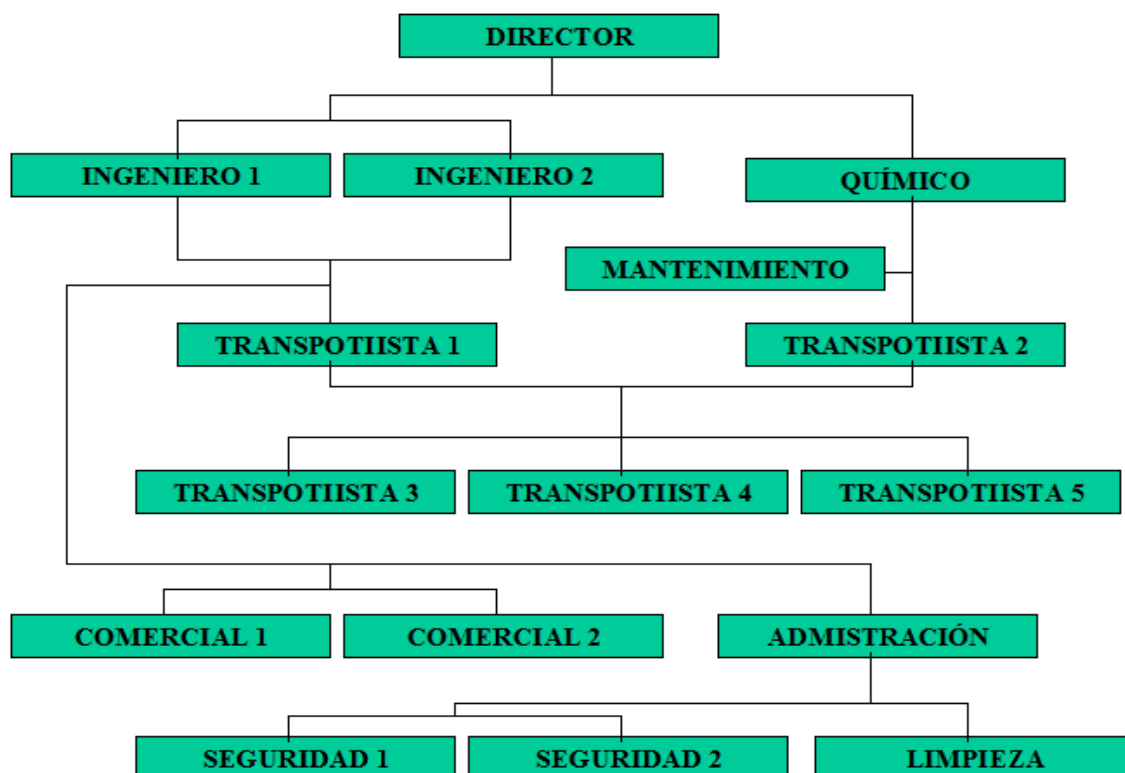 DIRECTOR
INGENIERO 1
INGENIERO 2
QUÍMICO
MANTENIMIENTO
TRANSPOTIISTA 1
TRANSPOTIISTA 2
TRANSPOTIISTA 3
TRANSPOTIISTA 4
TRANSPOTIISTA 5
COMERCIAL 1
COMERCIAL 2
ADMISTRACIÓN
SEGURIDAD 1
SEGURIDAD 2
LIMPIEZA